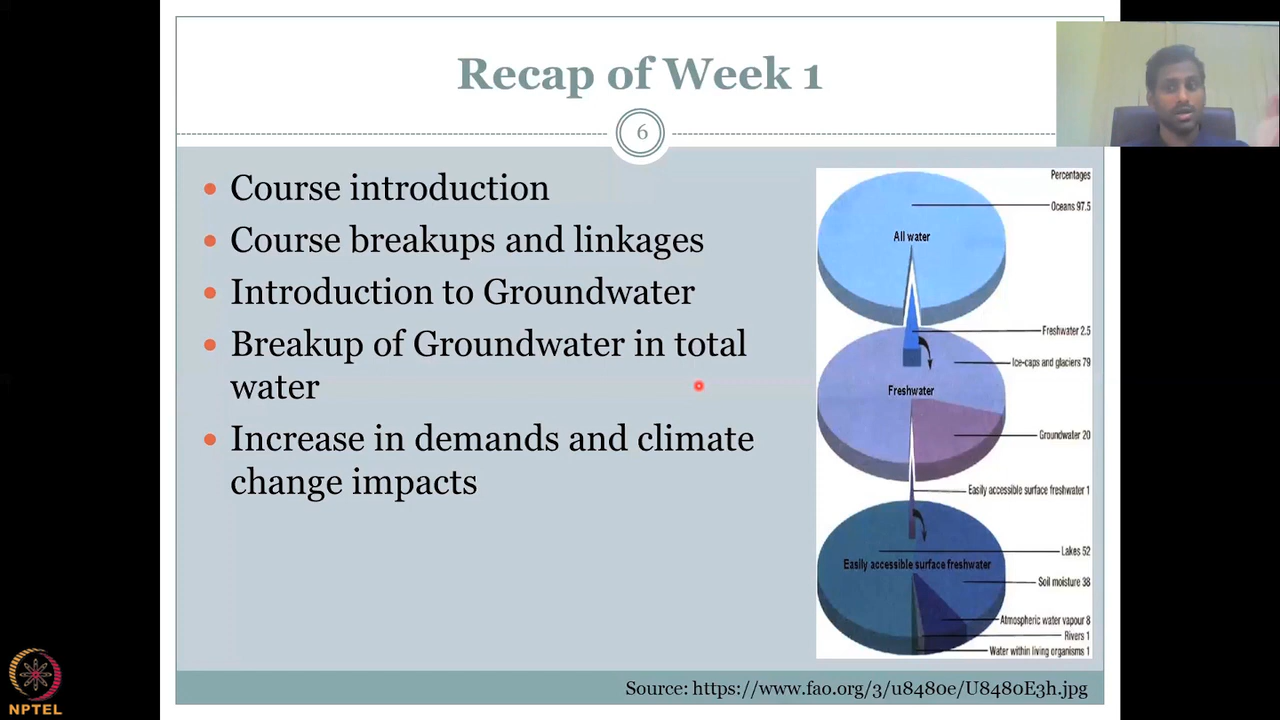 Recap of Week 1
6
• Course introduction
• Course breakups and linkages
• Introduction to Groundwater
• Breakup of Groundwater in total
water
• Increase in demands and climate
change impacts
Percentages
Oceans 97.5
All water
Freshwater 2.5
Ice-caps and glaciers 79
Freshwater
Groundwater 20
Easily accessible surface freshwater 1
Lakes 52
Easily accessible surface freshwater
Soil moisture 38
Atmospheric water vapour 8
Rivers 1
Water within living organisms 1
Source: https://www.fao.org/3/u8480e/U8480E3h.jpg
NPTEL